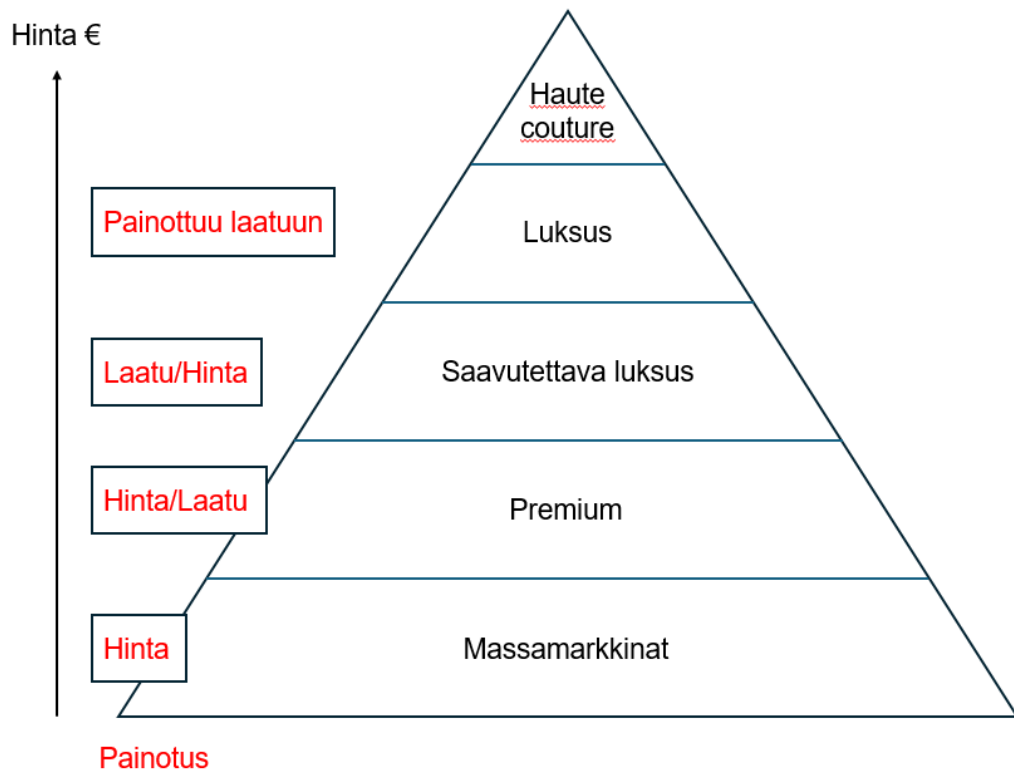 Hinta €
Haute
couture
Painottuu laatuun
Luksus
Laatu/Hinta
Saavutettava luksus
Hinta/Laatu
Premium
Hinta
Massamarkkinat
Painotus